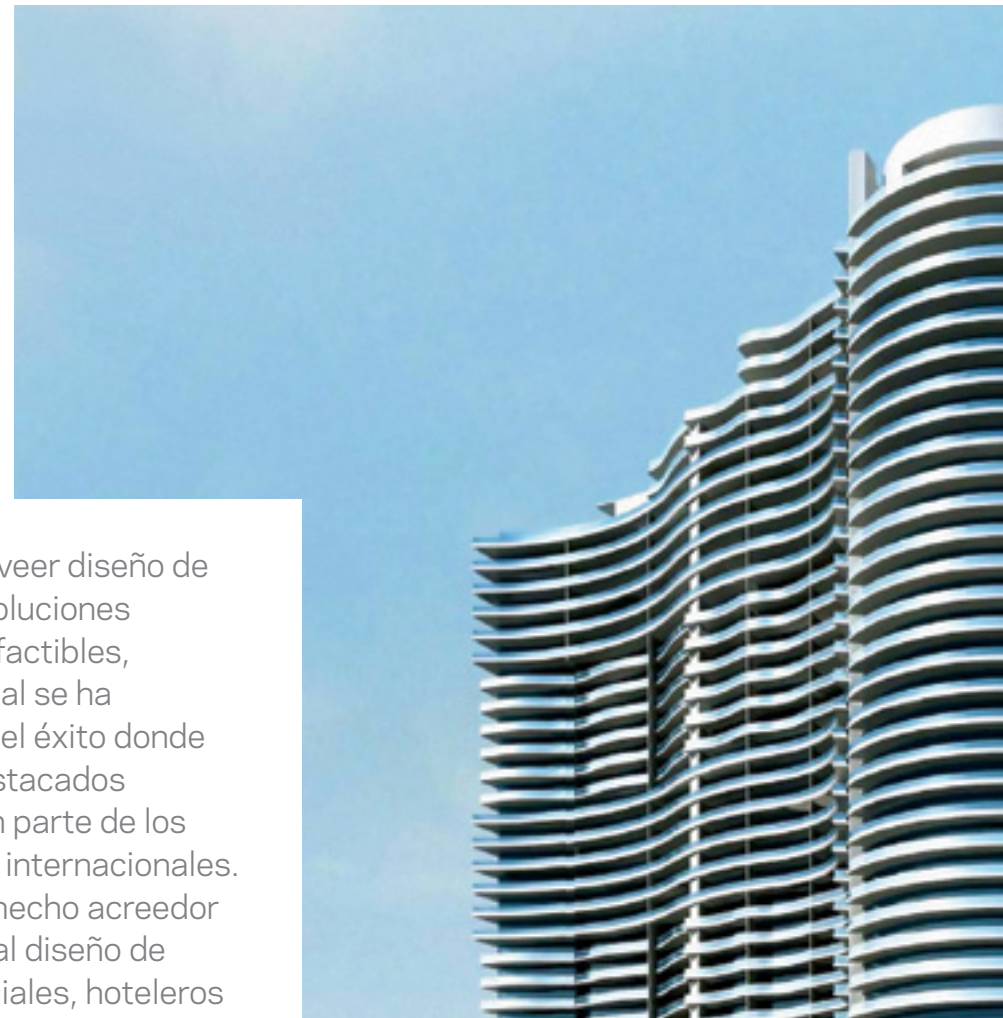 veer diseño de
oluciones
factibles,
al se ha
el éxito donde
stacados
n parte de los
internacionales.
hecho acreedor
al diseño de
iales, hoteleros